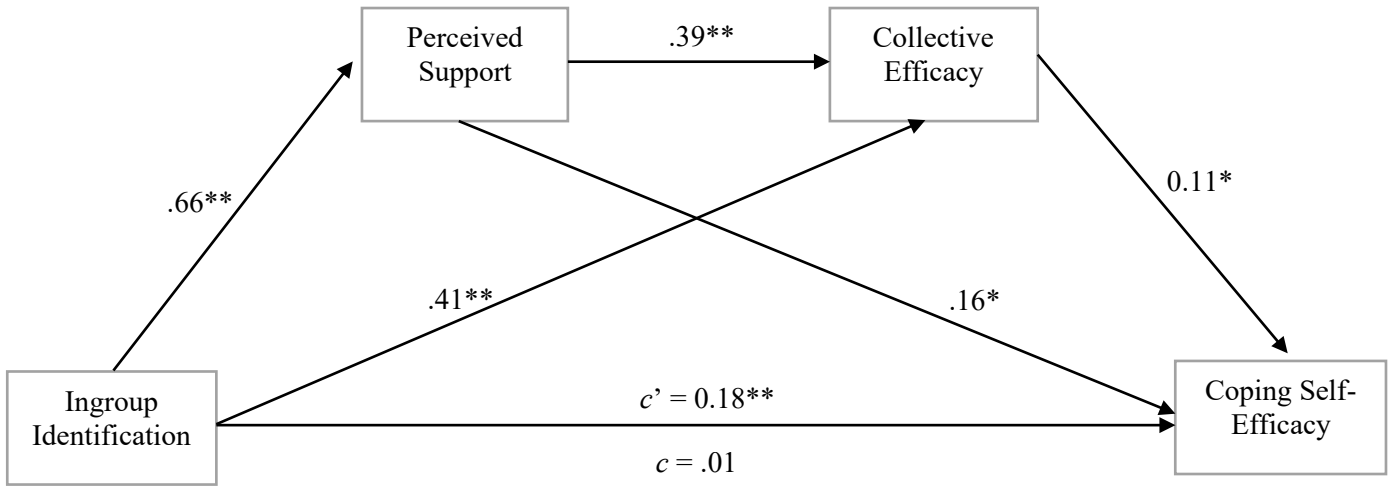 Perceived
Support
.39**
Collective
Efficacy
.66**
0.11*
.41**
.16*
Ingroup
Identification
c’ = 0.18**
c = .01
Coping Self-
Efficacy